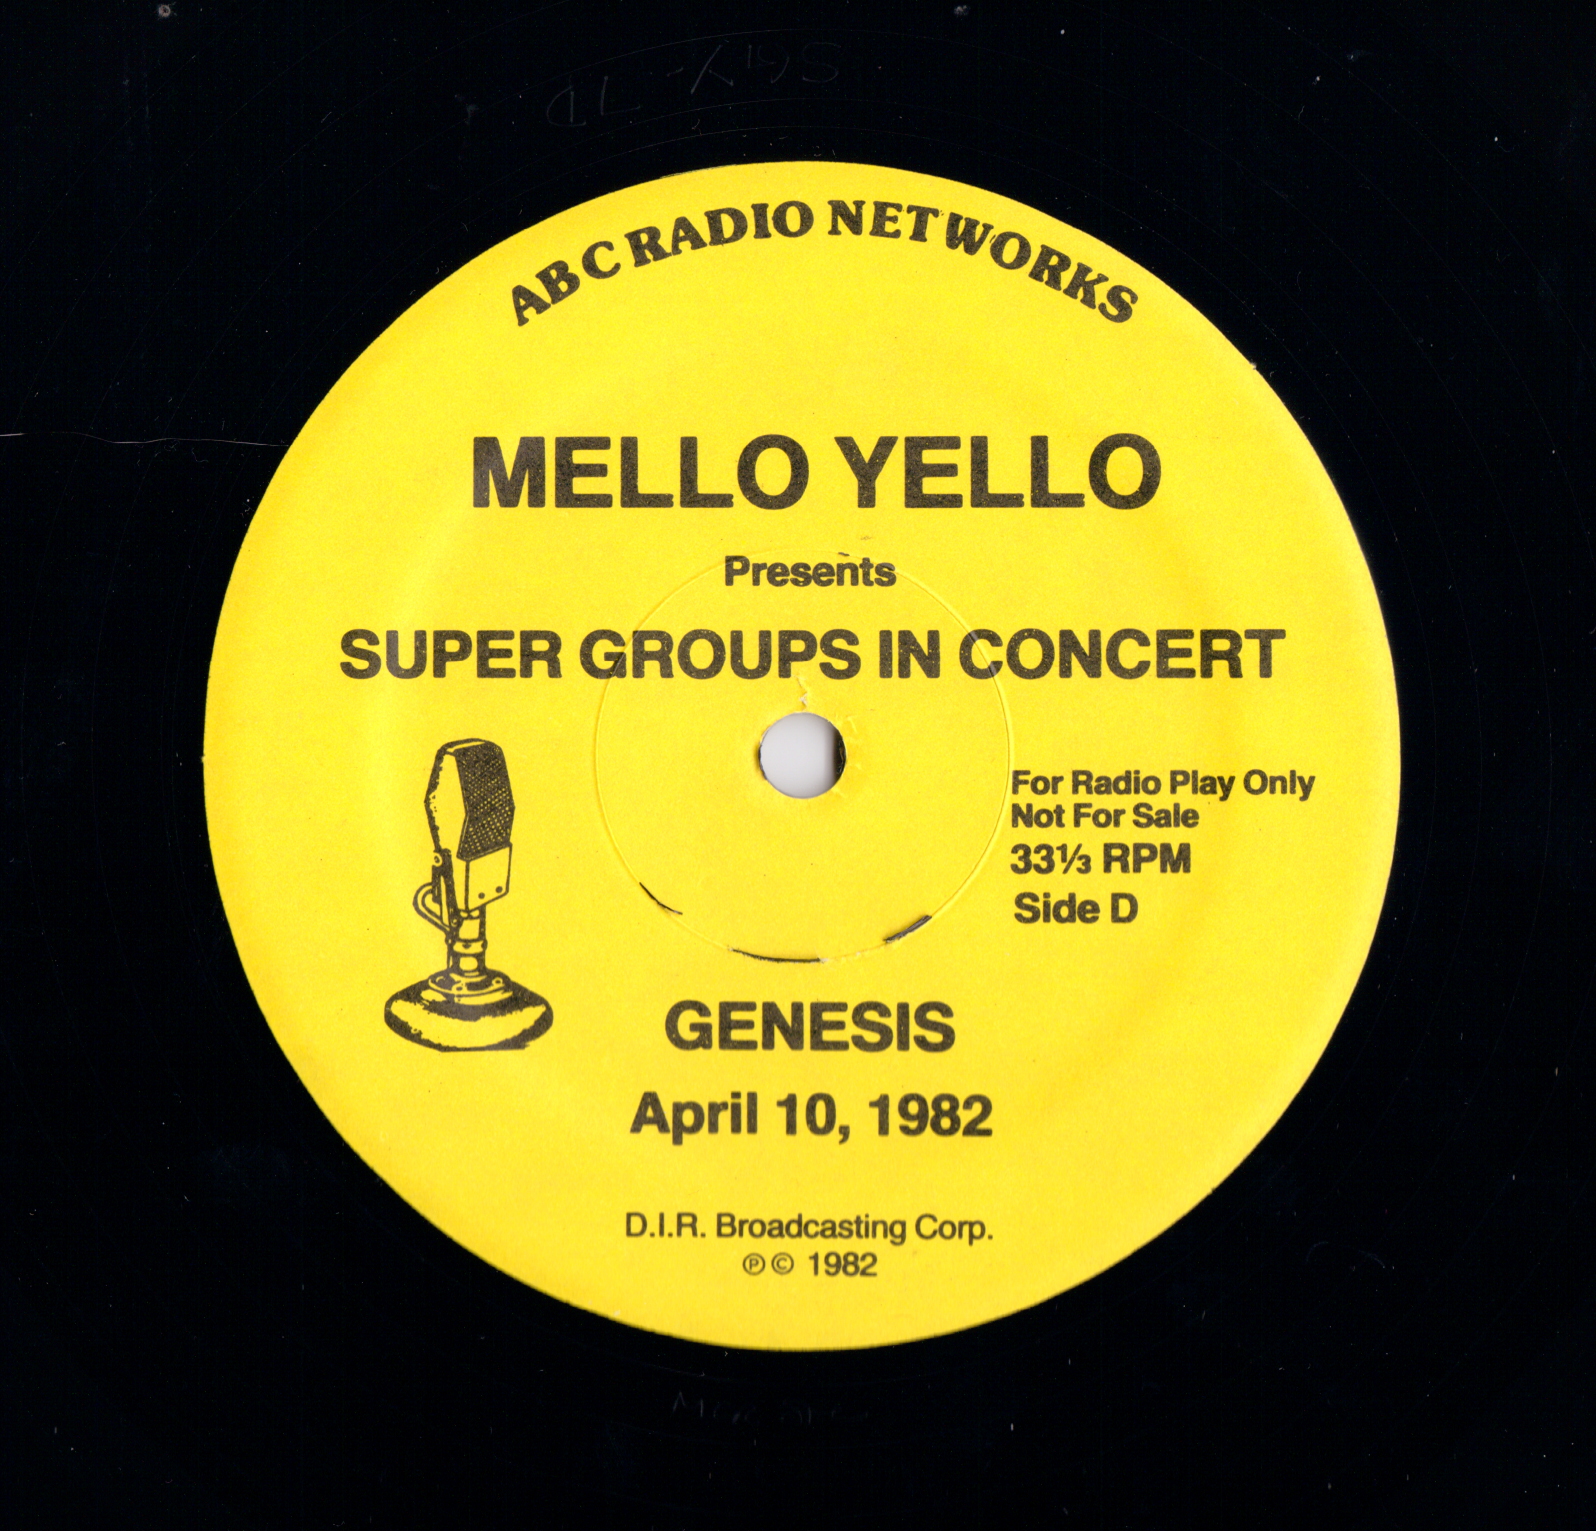 ABC RADIO NETWORKS
MELLO YELLO
Presents
SUPER GROUPS IN CONCERT
For Radio Play Only
Not For Sale
33⅓ RPM
Side D
GENESIS
April 10, 1982
D.I.R. Broadcasting Corp.
℗© 1982